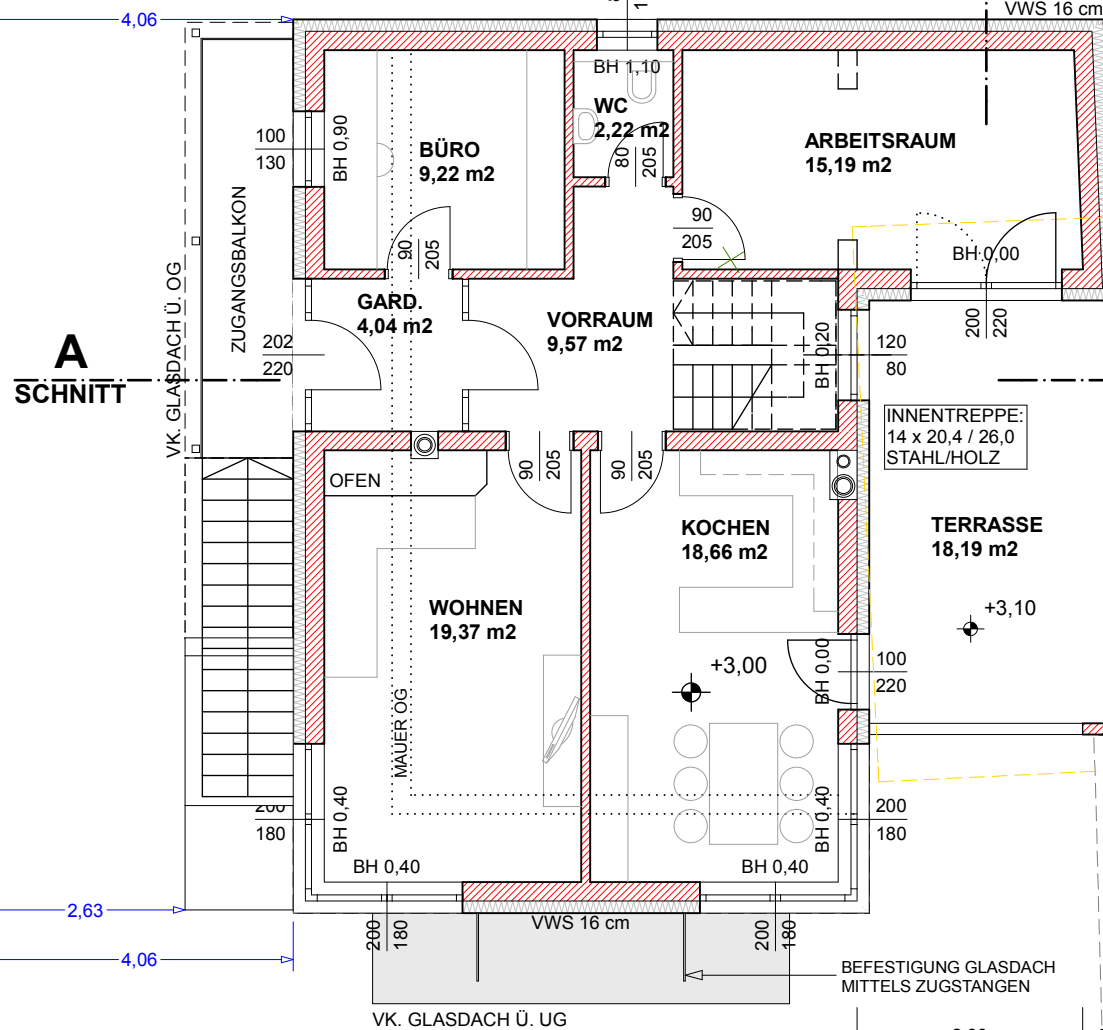 4,06
VWS 16 cm
BH 1,10
WC
2,22 m2
80
205
BÜRO
9,22 m2
ARBEITSRAUM
15,19 m2
100
130
BH 0,90
ZUGANGSBALKON
VK. GLASDACH Ü. OG
90
205
90
205
BH 0,00
200
220
GARD.
4,04 m2
VORRAUM
9,57 m2
202
220
BH 0,20
120
80
A
SCHNITT
INNENTREPPE:
14 x 20,4 / 26,0
STAHL/HOLZ
OFEN
90
205
90
205
KOCHEN
18,66 m2
TERRASSE
18,19 m2
WOHNEN
19,37 m2
+3,10
+3,00
BH 0,00
100
220
MAUER OG
200
180
BH 0,40
BH 0,40
BH 0,40
BH 0,40
200
180
2,63
VWS 16 cm
200
180
200
180
4,06
BEFESTIGUNG GLASDACH
MITTELS ZUGSTANGEN
VK. GLASDACH Ü. UG